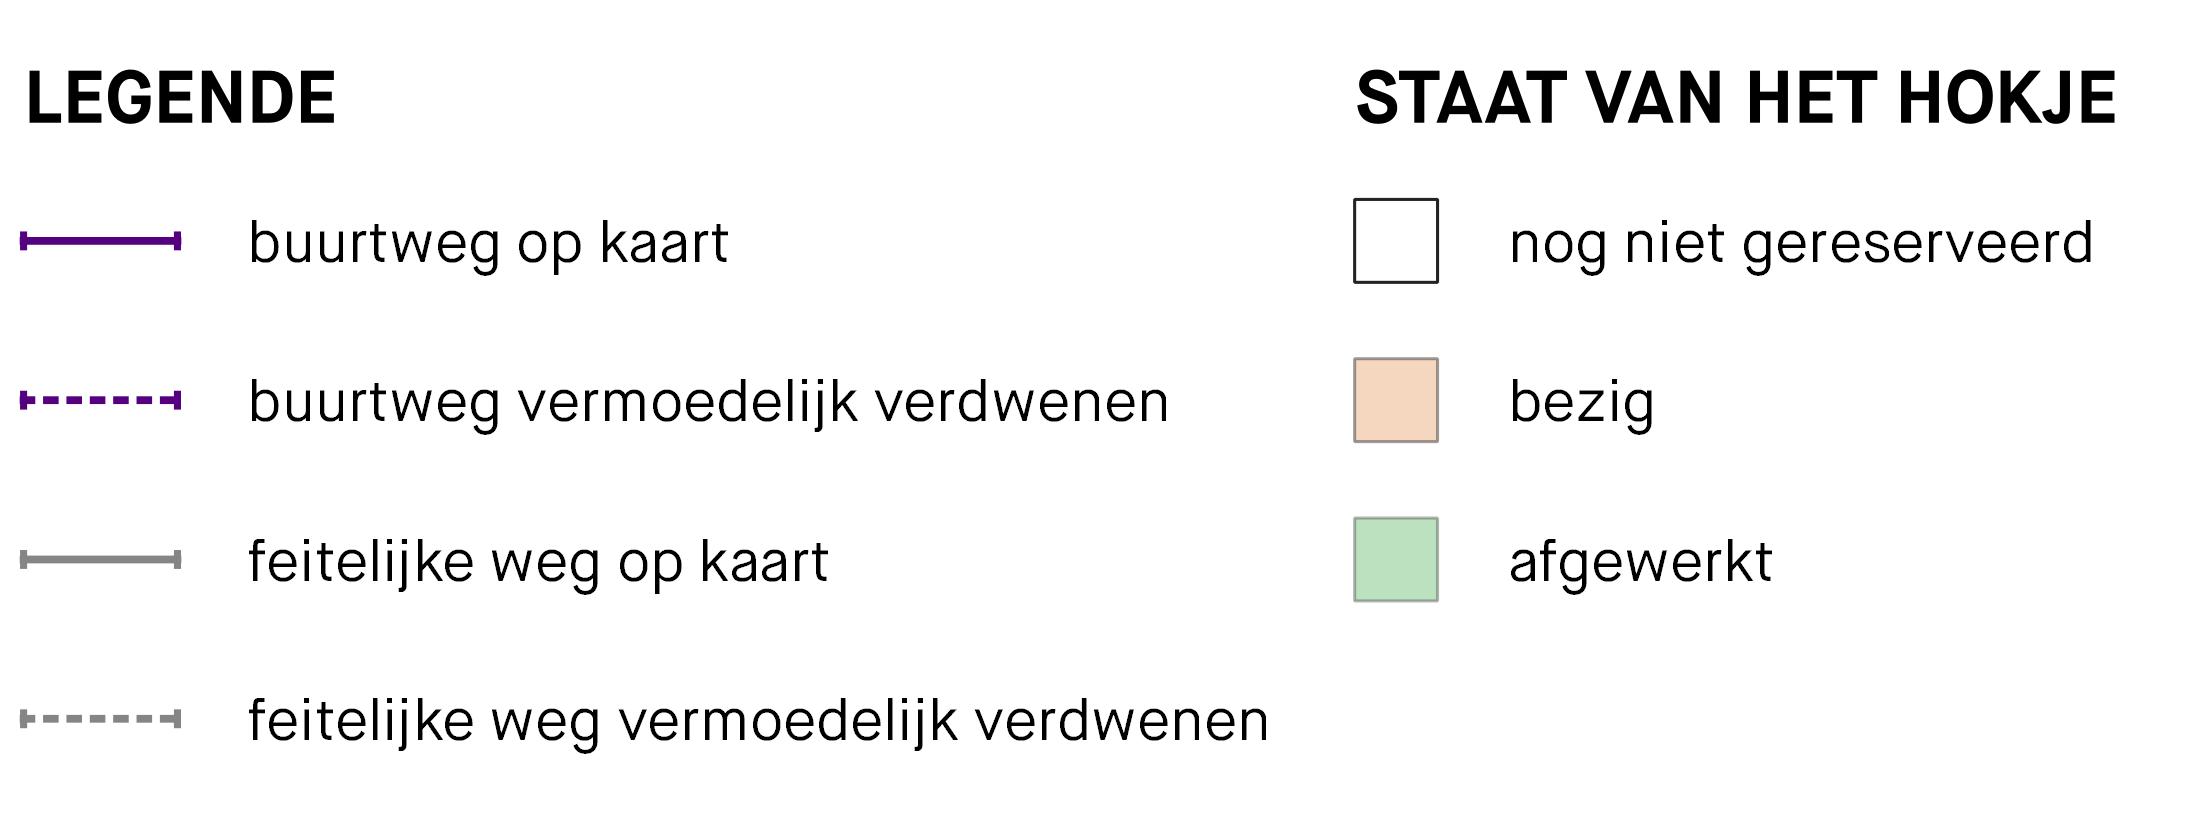 LEGENDE
buurtweg op kaart
buurtweg vermoedelijk verdwenen
feitelijke weg op kaart
feitelijke weg vermoedelijk verdwenen
STAAT VAN HET HOKJE
nog niet gereserveerd
bezig
afgewerkt